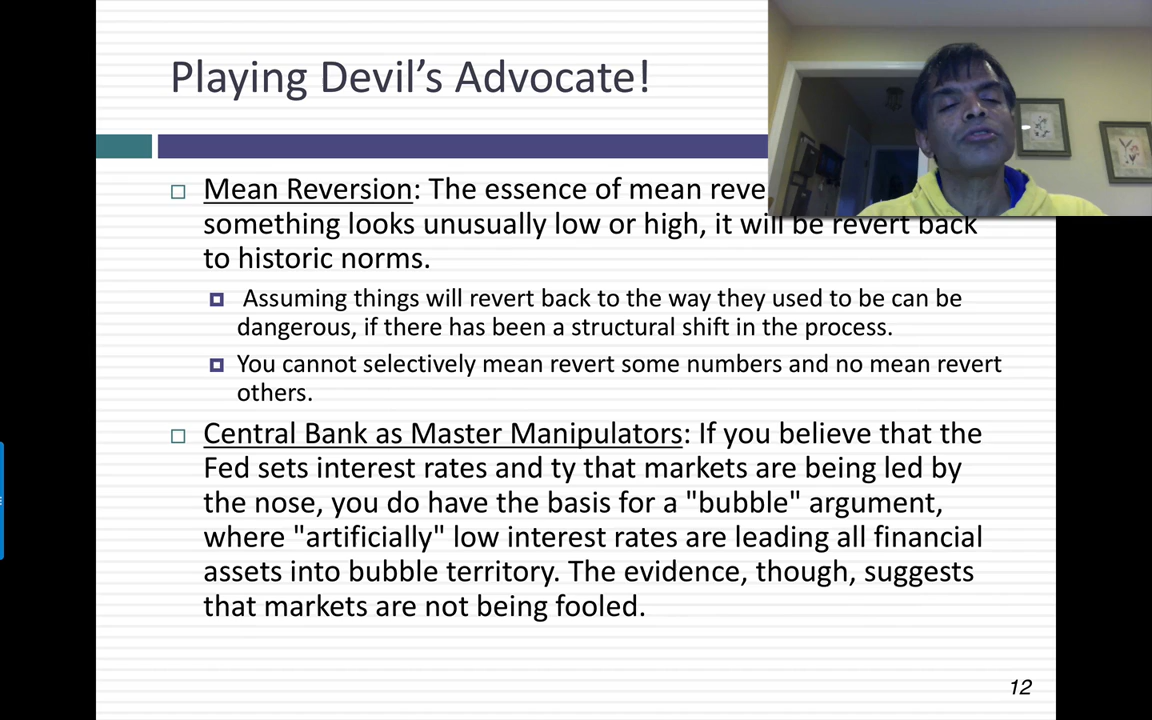 Playing Devil’s Advocate!
Mean Reversion: The essence of mean
something looks unusually low or high, it will be revert back
to historic norms.
Assuming things will revert back to the way they used to be can be
dangerous, if there has been a structural shift in the process.
You cannot selectively mean revert some numbers and no mean revert
others.
Central Bank as Master Manipulators: If you believe that the
Fed sets interest rates and ty that markets are being led by
the nose, you do have the basis for a "bubble" argument,
where "artificially" low interest rates are leading all financial
assets into bubble territory. The evidence, though, suggests
that markets are not being fooled.
12